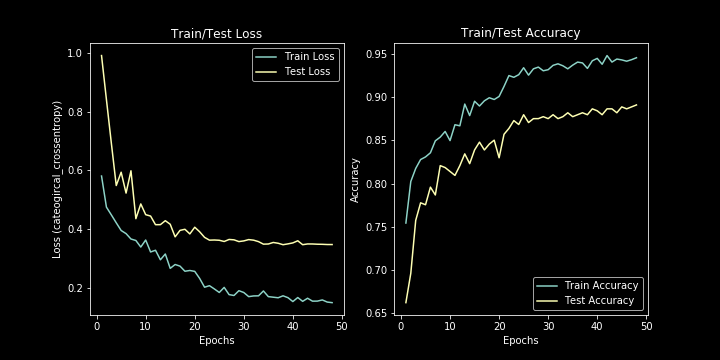 Train/Test Loss
Train/Test Accuracy
Train Loss
Test Loss
1.0
0.8
0.6
0.4
0.2
Loss (cateogircal_crossentropy)
0 10 20 30 40 50
Epochs
0.95
0.90
0.85
0.80
0.75
0.70
0.65
Accuracy
Train Accuracy
Test Accuracy
0 10 20 30 40 50
Epochs